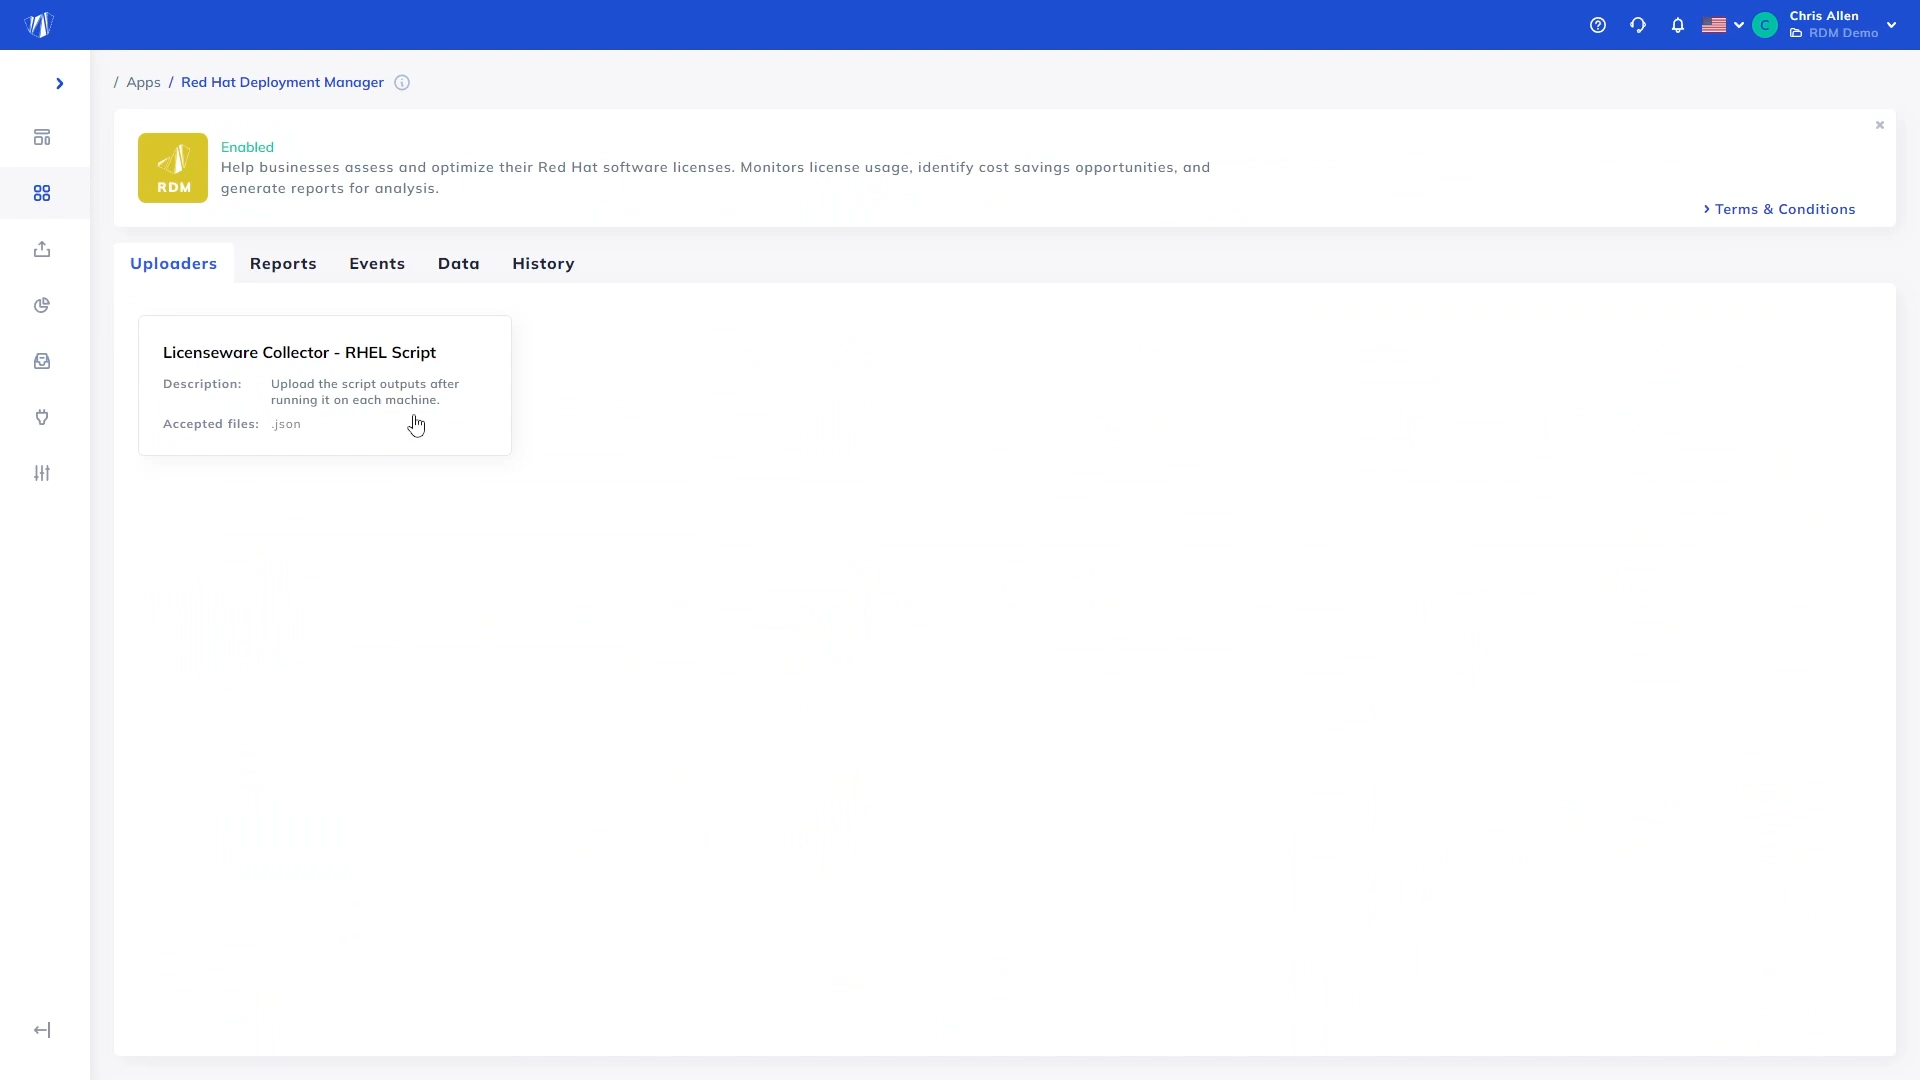 Chris Allen
RDM Demo
C
/ Apps / Red Hat Deployment Manager
Enabled
Help businesses assess and optimize their Red Hat software licenses. Monitors license usage, identify cost savings opportunities, and
generate reports for analysis.
RDM
Terms & Conditions
Uploaders Reports Events Data History
Licenseware Collector - RHEL Script
Description: Upload the script outputs after
running it on each machine.
Accepted files: .json